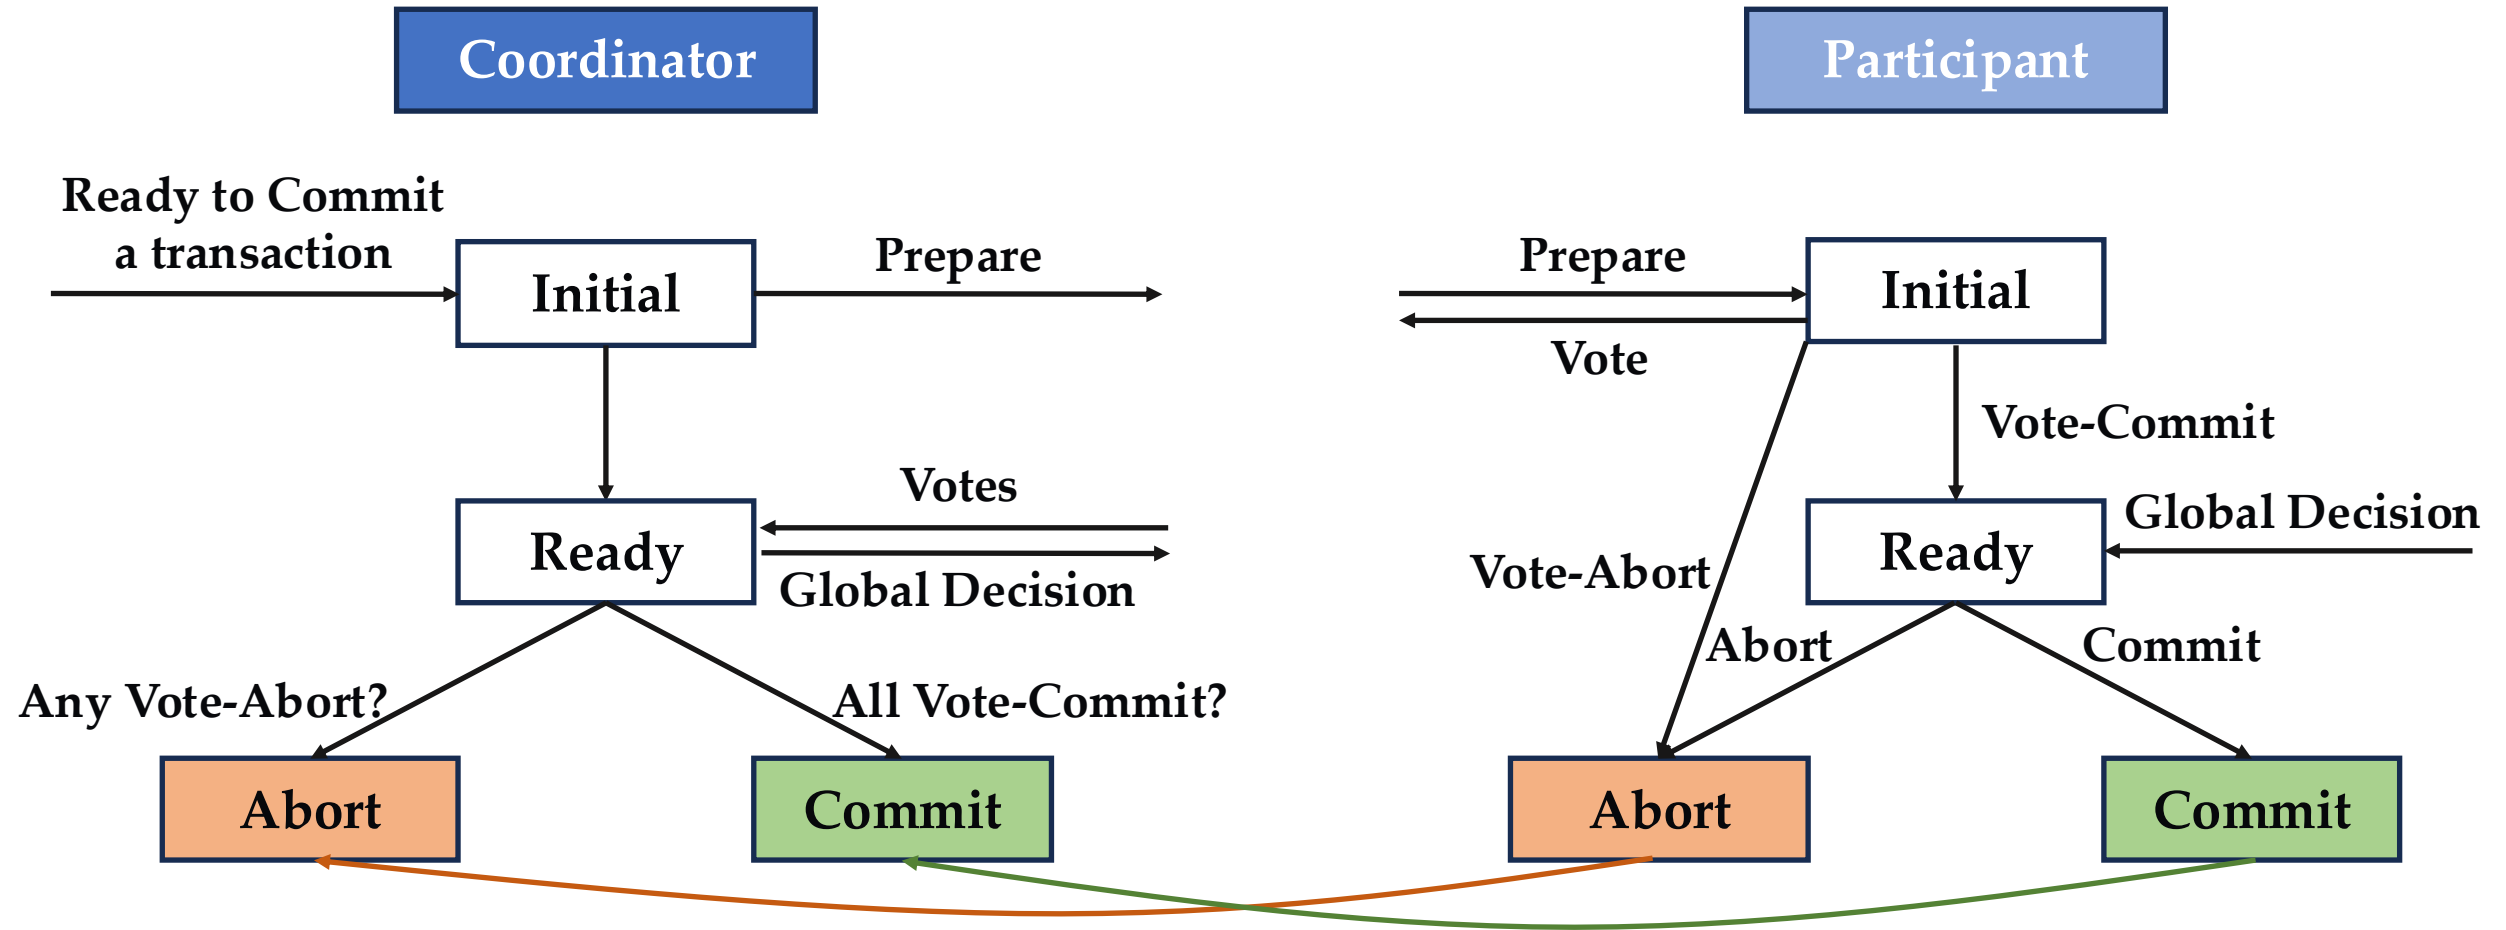 Coordinator
Participant
Ready to Commit
a transaction
Initial
Prepare
Prepare
Initial
Vote
Vote-Commit
Votes
Ready
Global Decision
Global Decision
Ready
Vote-Abort
Abort
Commit
Any Vote-Abort?
All Vote-Commit?
Abort
Commit
Abort
Commit